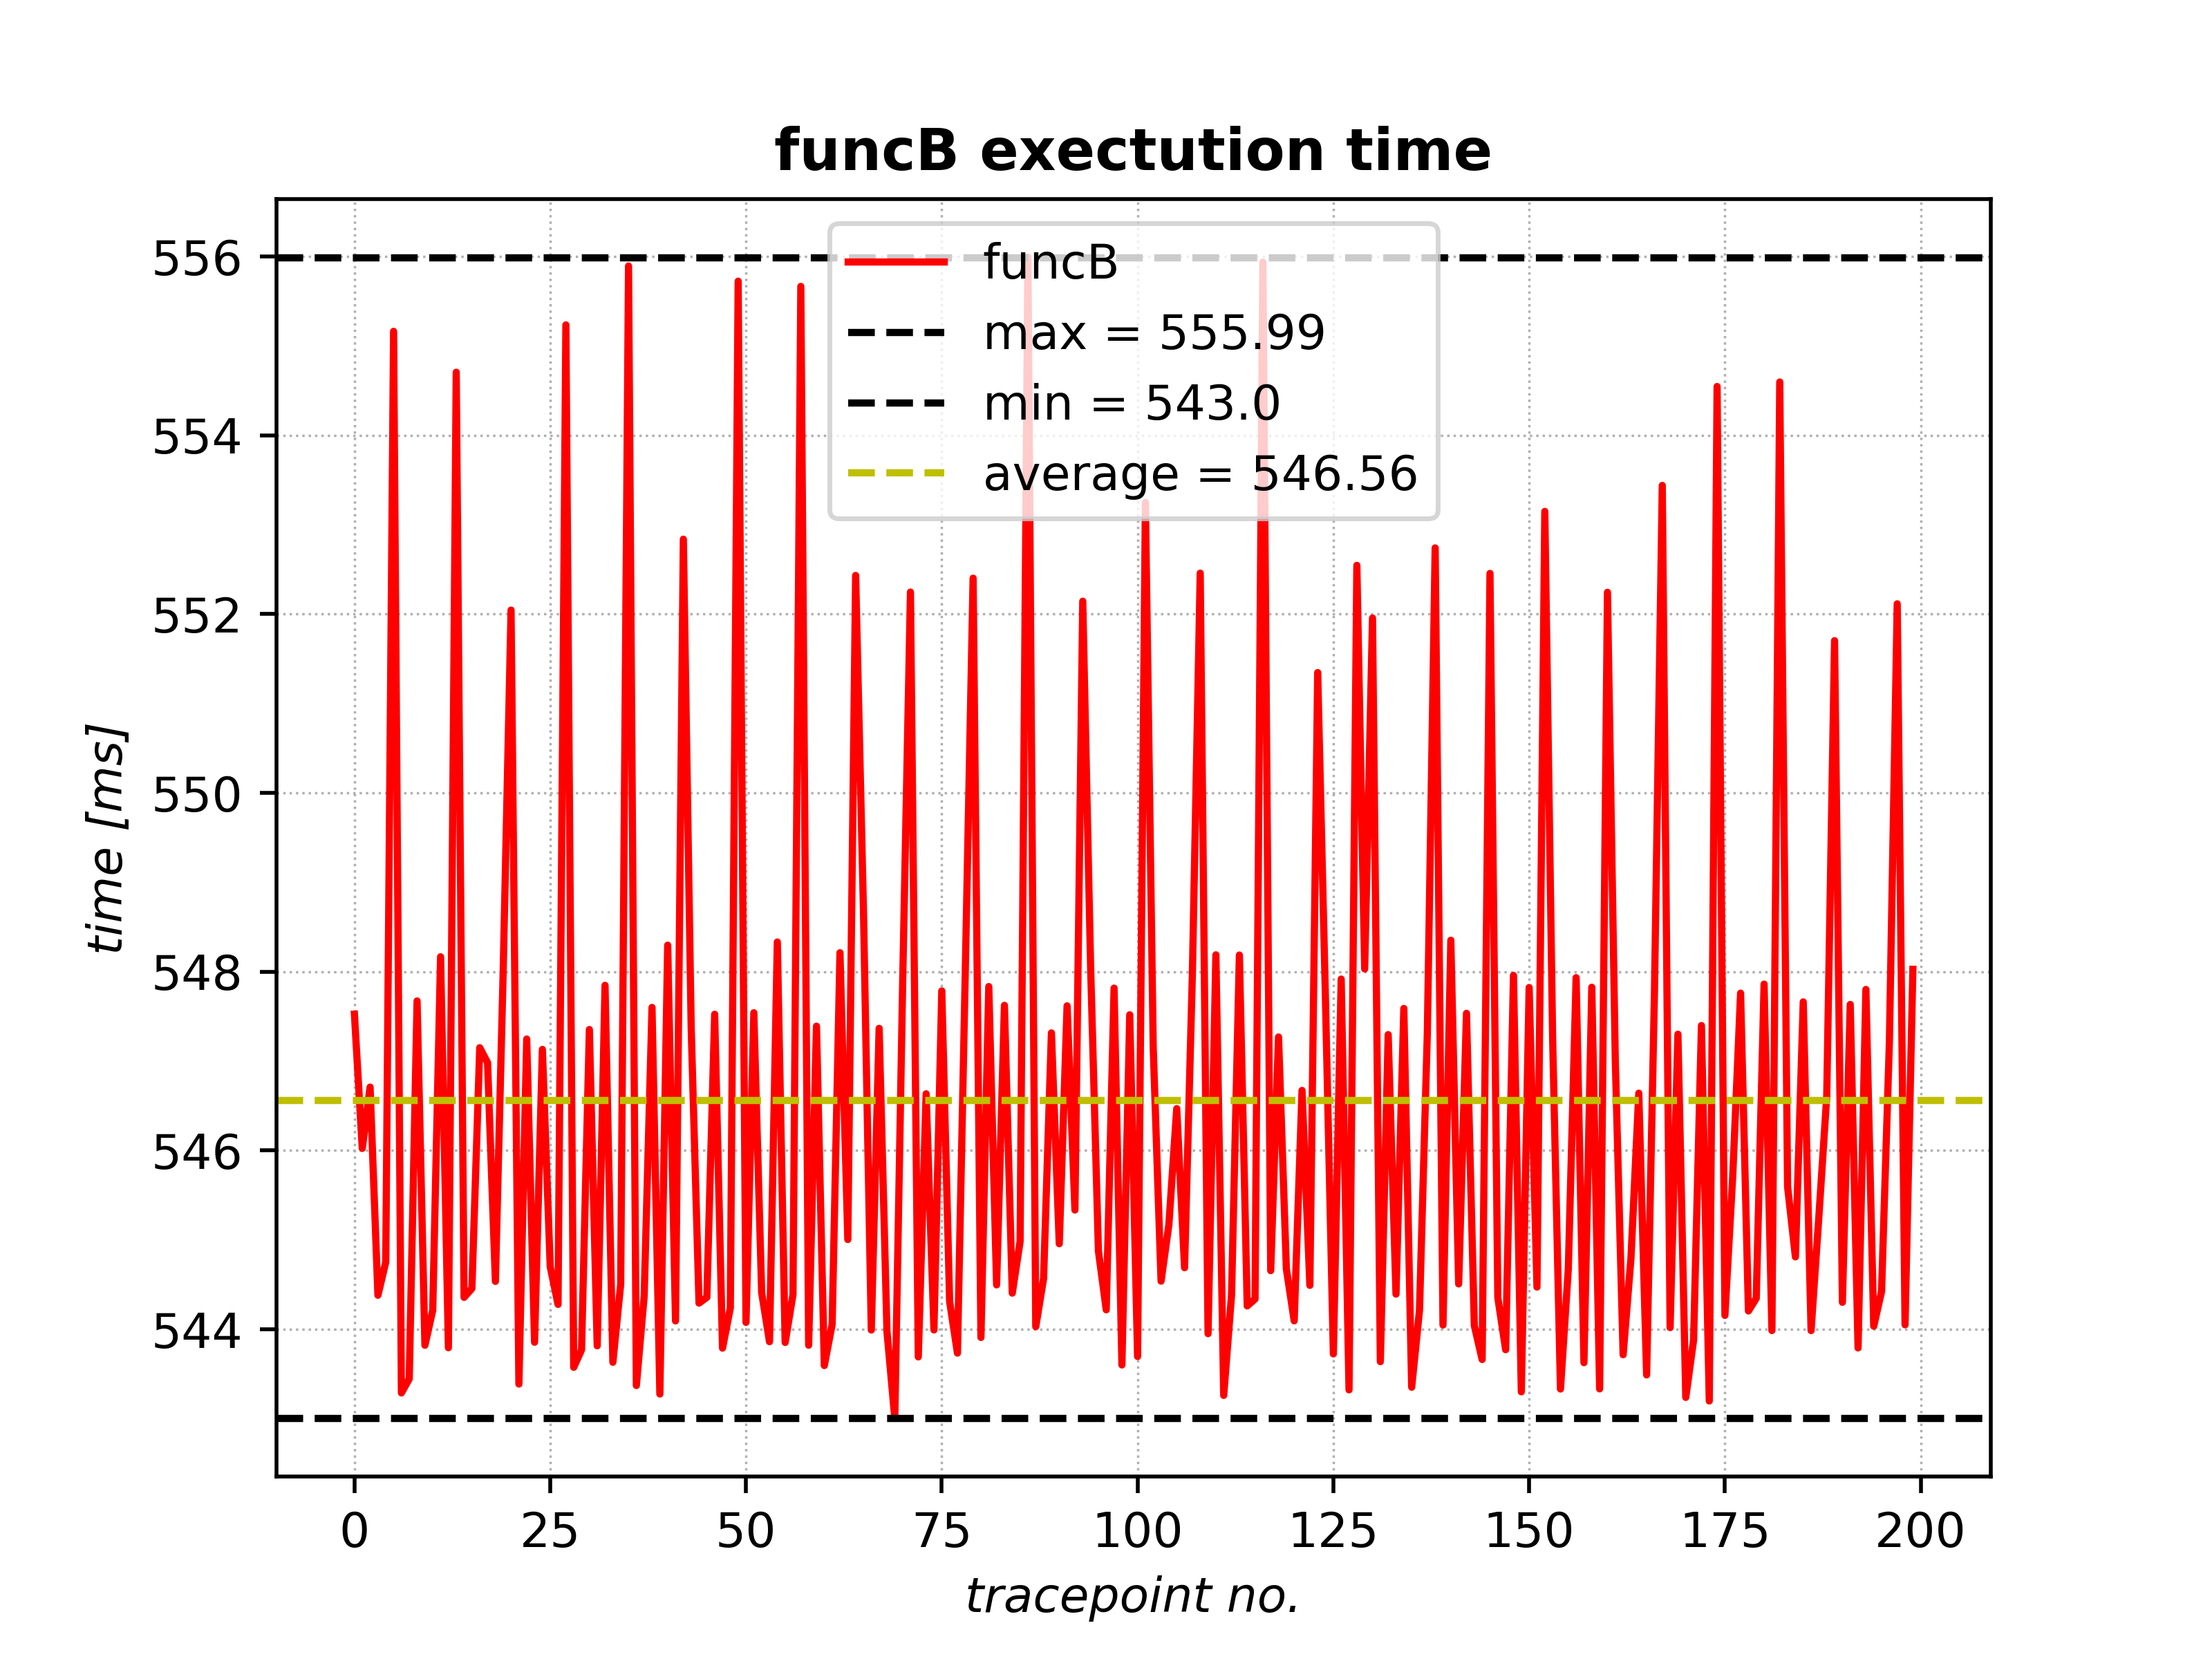 funcB exectution time
funcB
max = 555.99
min = 543.0
average = 546.56
556
554
552
550
548
546
544
time [ms]
0 25 50 75 100 125 150 175 200
tracepoint no.